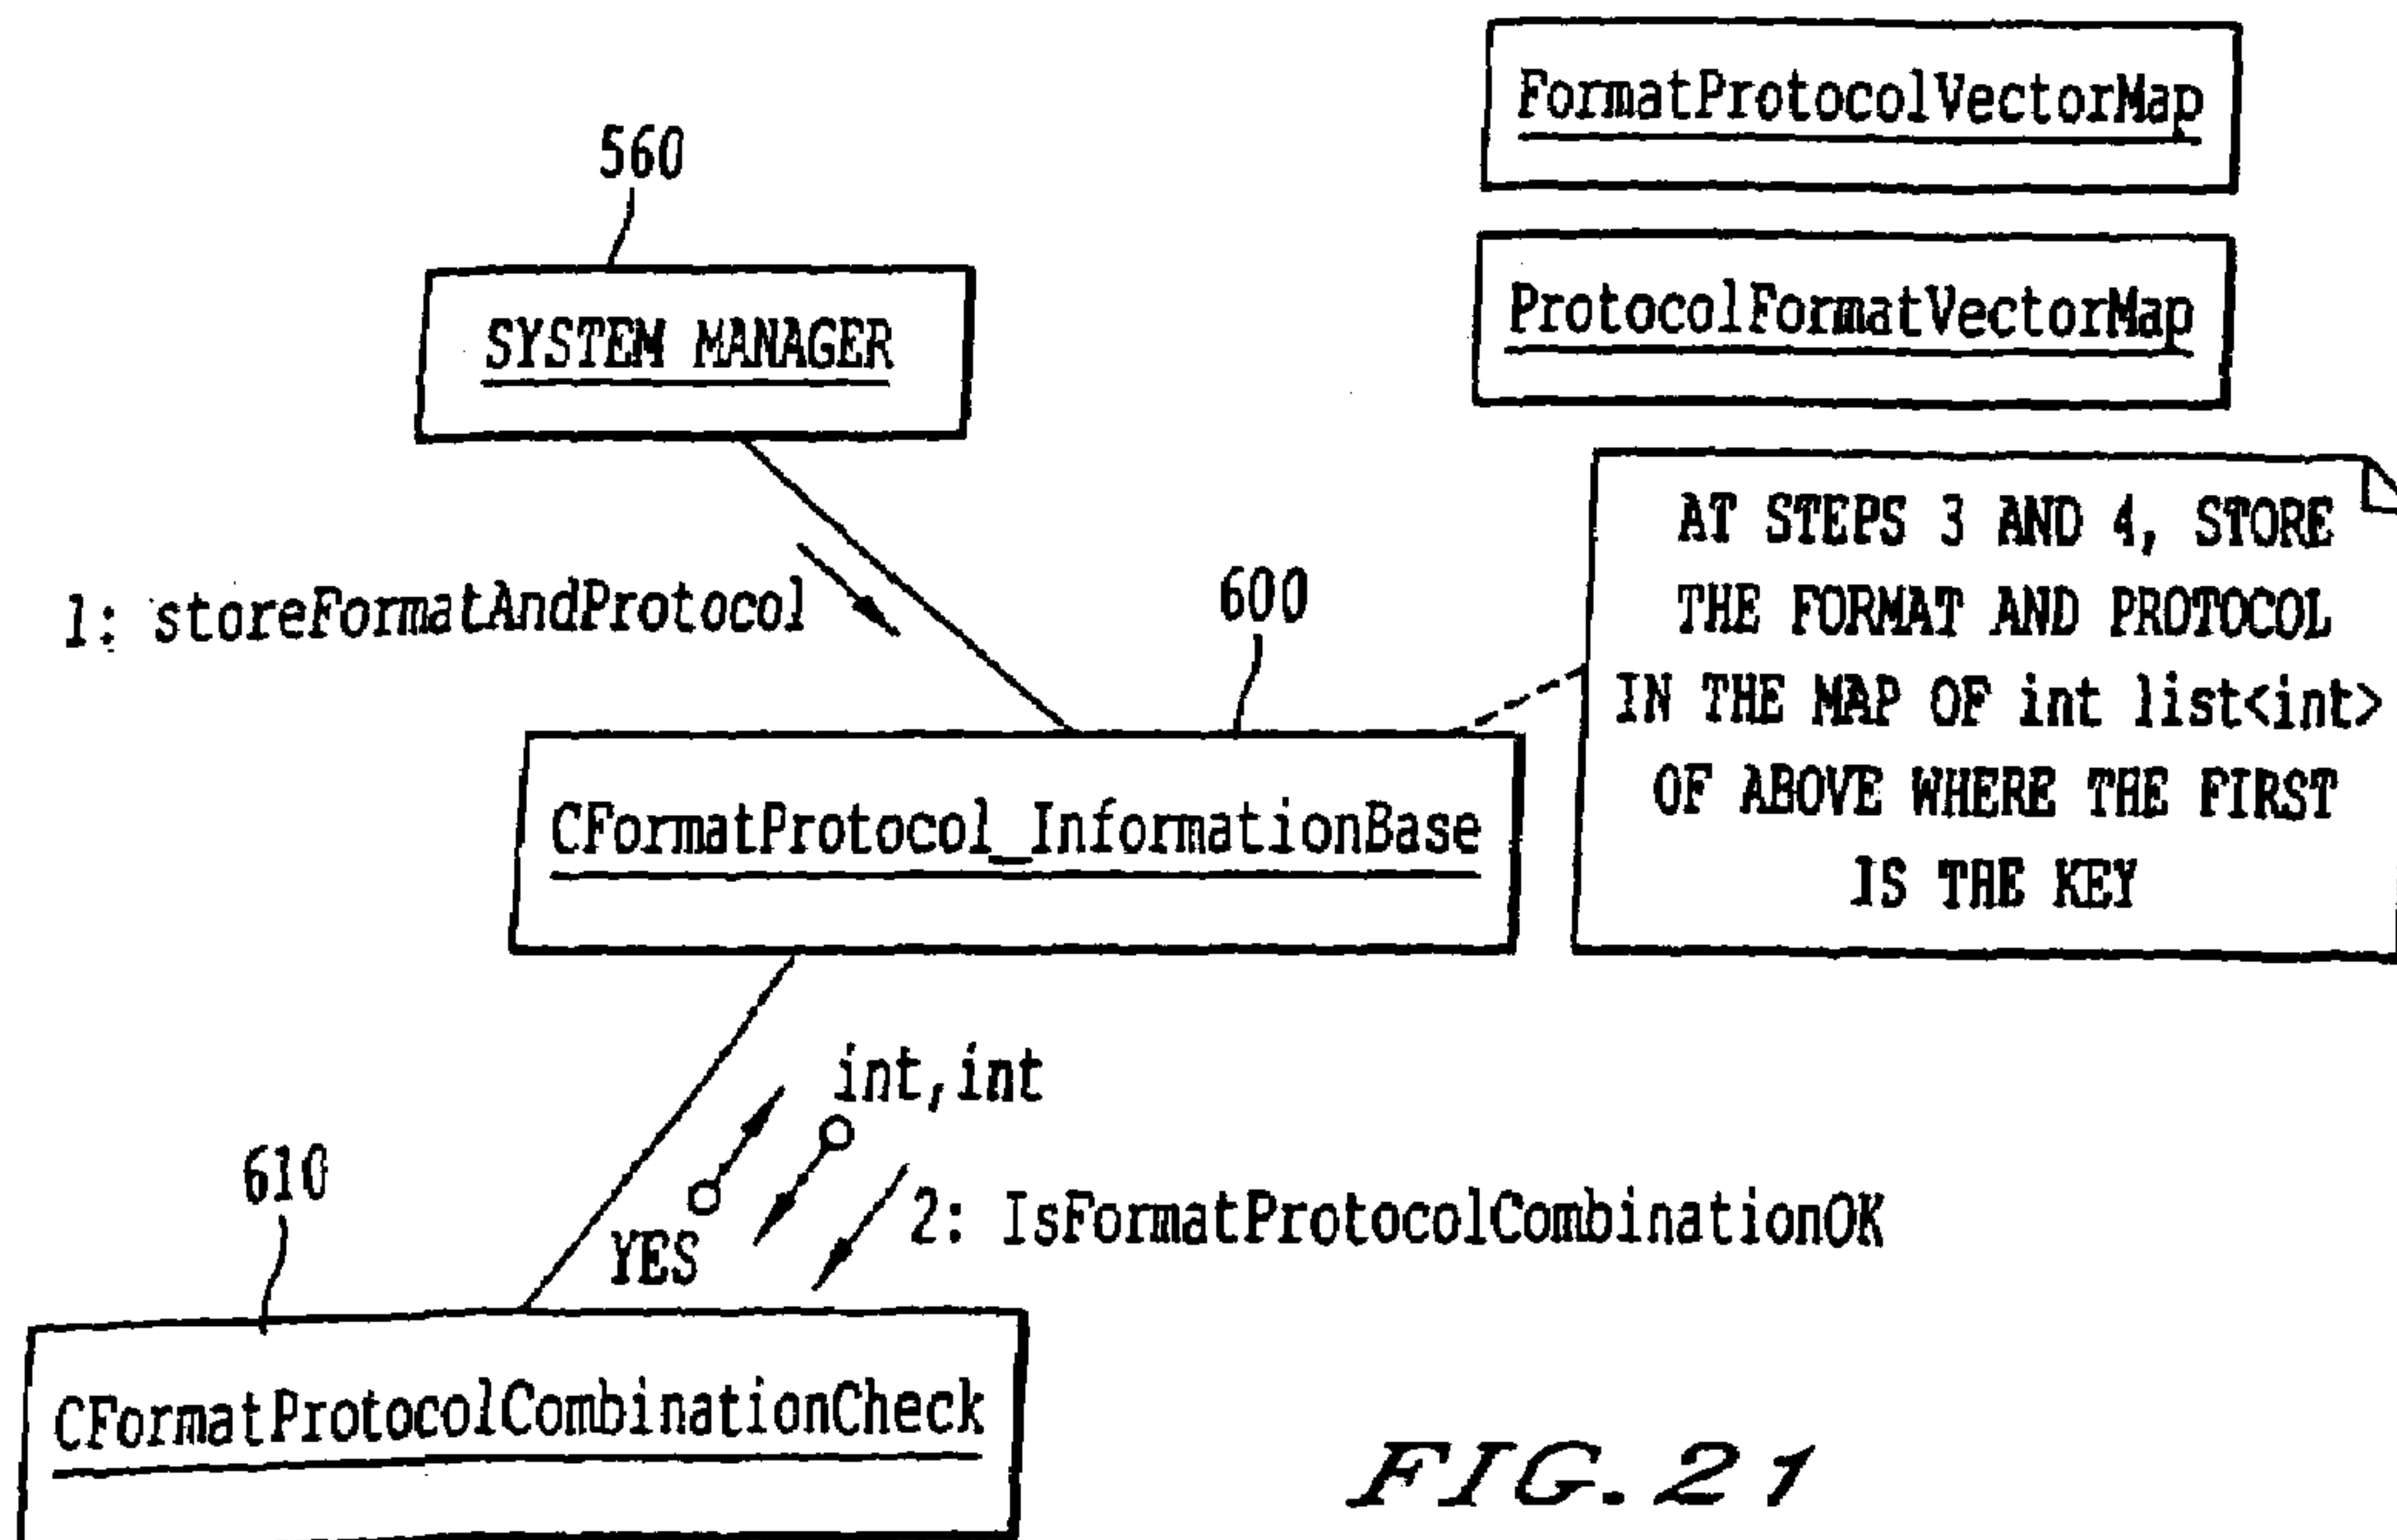 FormatProtocolVectorMap
560
ProtocolFormatVectorMap
SYSTEM MANAGER
AT STEPS 3 AND 4, STORE
THE FORMAT AND PROTOCOL
IN THE MAP OF int list<int>
OF ABOVE WHERE THE FIRST
IS THE KEY
1: storeFormatAndProtocol
600
CFormatProtocol_InformationBase
int,int
610
YES
2: IsFormatProtocolCombinationOK
CFormatProtocolCombinationCheck
FIG.21